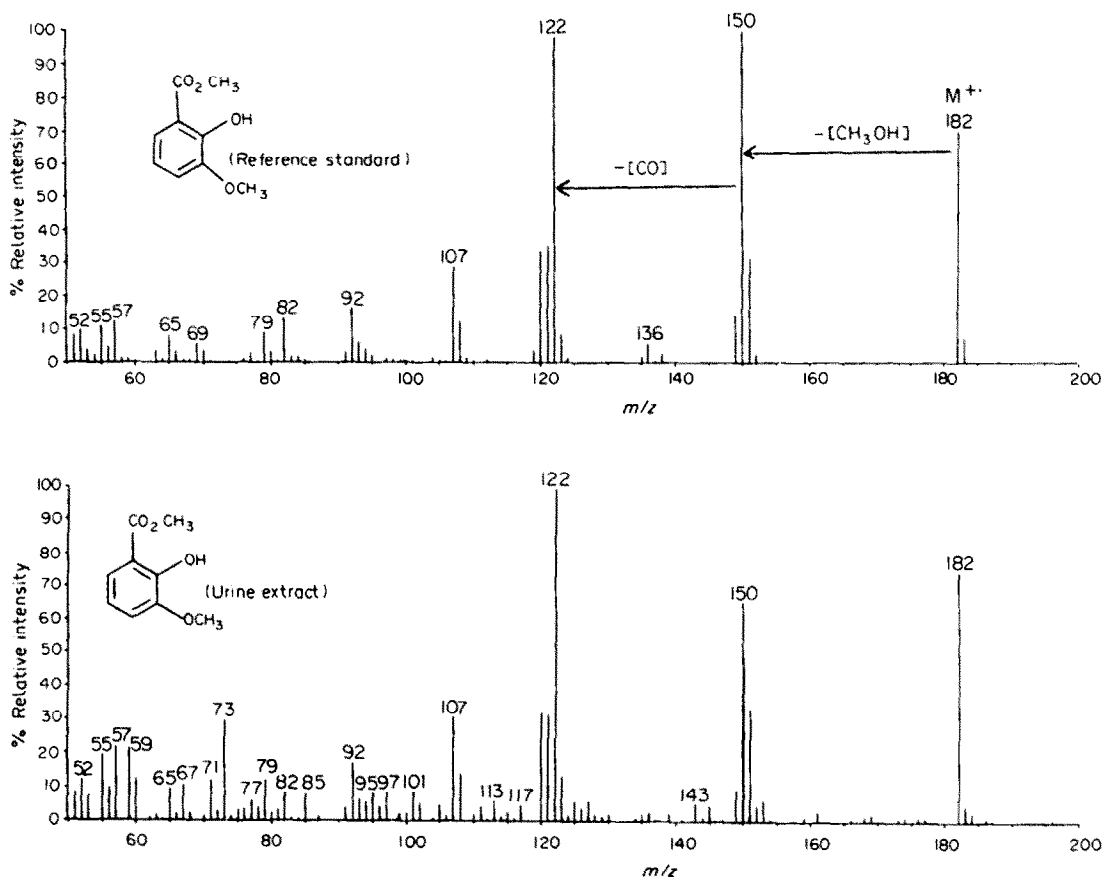 % Relative intensity
100
90
80
70
60
50
40
30
20
10
0
CO₂ CH₃
OH
(Reference standard)
OCH₃
122
150
M⁺·
182
–[CH₃OH]
–[CO]
52 55 57 65 69 79 82 92 107 136
60 80 100 120 140 160 180 200
m/z
% Relative intensity
100
90
80
70
60
50
40
30
20
10
0
CO₂ CH₃
OH
(Urine extract)
OCH₃
122
182
150
52 55 57 59 65 67 71 73 77 79 82 85 92 95 97 101 107 113 117 143
60 80 100 120 140 160 180 200
m/z